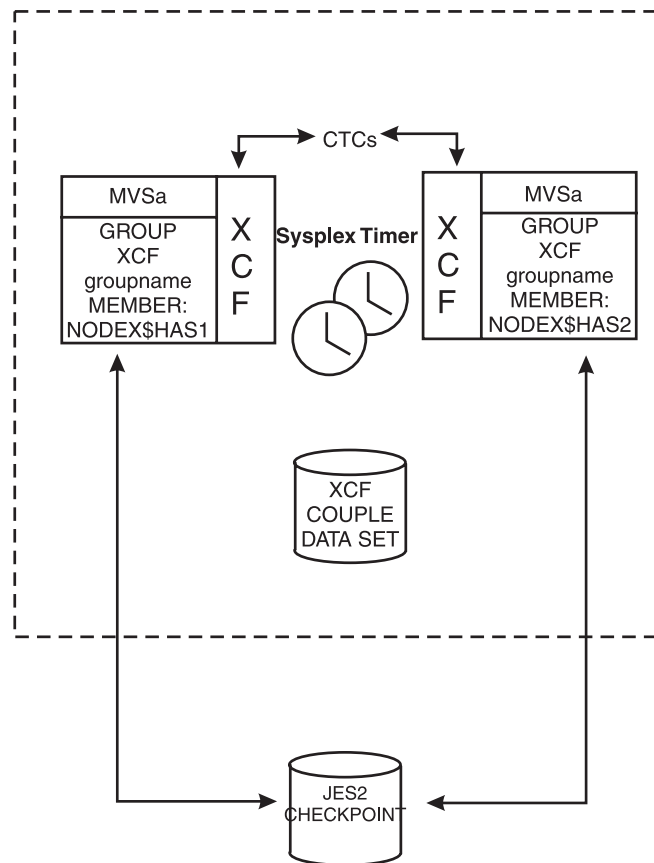 CTCs
MVSa
GROUP
XCF
groupname
MEMBER:
NODEX$HAS1
X
C
F
Sysplex Timer
X
C
F
MVSa
GROUP
XCF
groupname
MEMBER:
NODEX$HAS2
XCF
COUPLE
DATA SET
JES2
CHECKPOINT